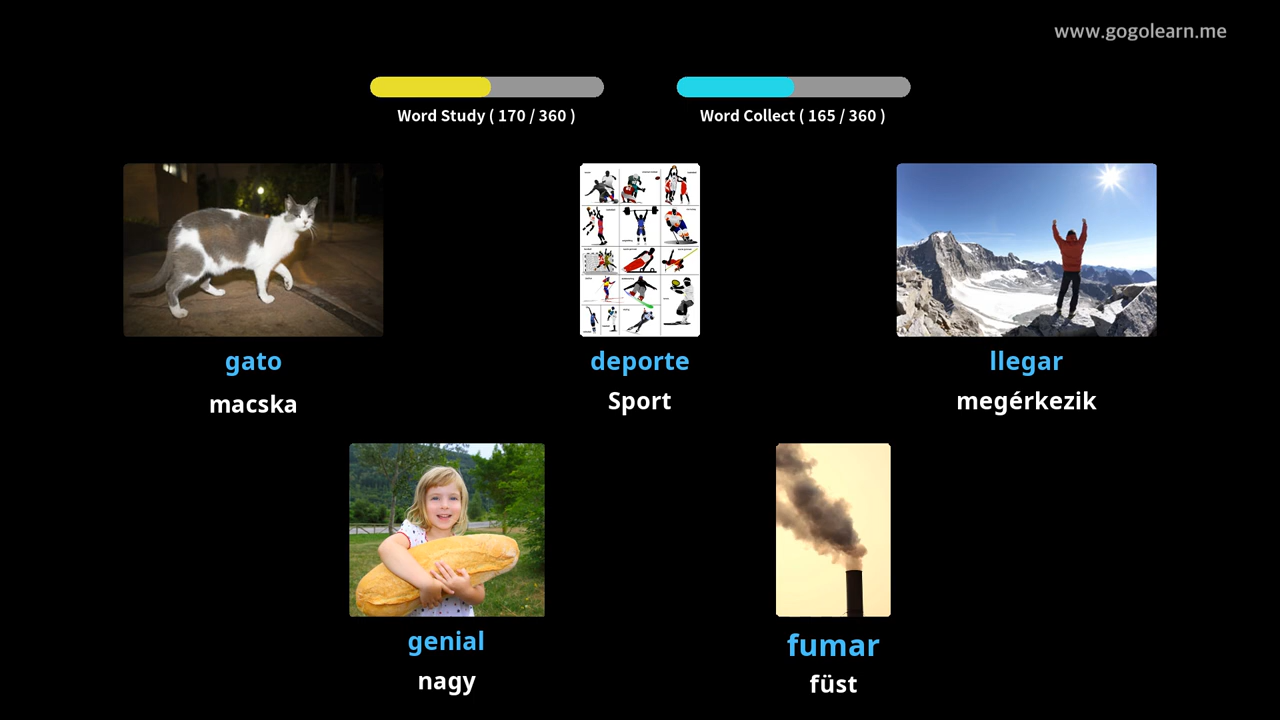 www.gogolearn.me
Word Study ( 170 / 360 )
Word Collect ( 165 / 360 )
gato
macska
deporte
Sport
llegar
megérkezik
genial
nagy
fumar
füst